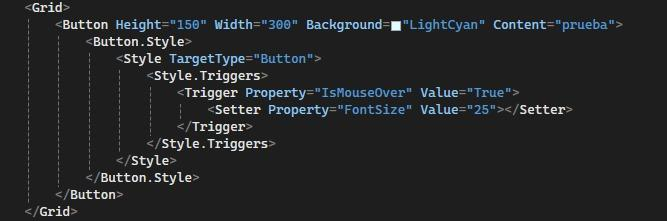 <Grid>
<Button Height="150" Width="300" Background="LightCyan" Content="prueba">
<Button.Style>
<Style TargetType="Button">
<Style.Triggers>
<Trigger Property="IsMouseOver" Value="True">
<Setter Property="FontSize" Value="25"></Setter>
</Trigger>
</Style.Triggers>
</Style>
</Button.Style>
</Button>
</Grid>